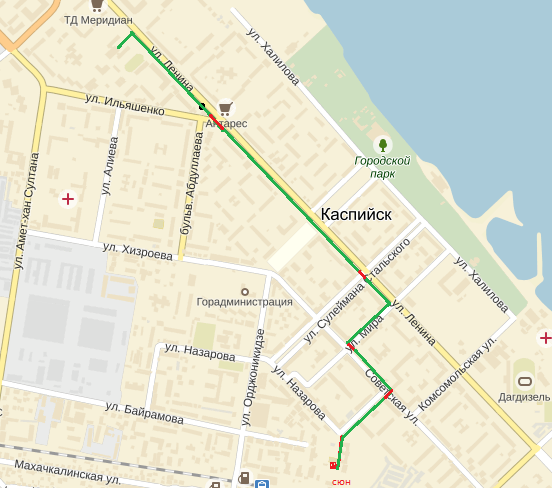 ТД Меридиан
ул. Халилова
ул. Ленина
ул. Ильяшенко
Антарес
ул. Алиева
бульв. Абдуллаева
Городской
парк
ул. Амет-хан Султана
Каспийск
ул. Хизроева
ул. Сулеймана Стальского
ул. Халилова
Горадминистрация
ул. Ленина
ул. Мира
ул. Орджоникидзе
ул. Назарова
ул. Назарова
Советская ул.
Комсомольская ул.
Дагдизель
ул. Байрамова
Махачкалинская ул.
сюн